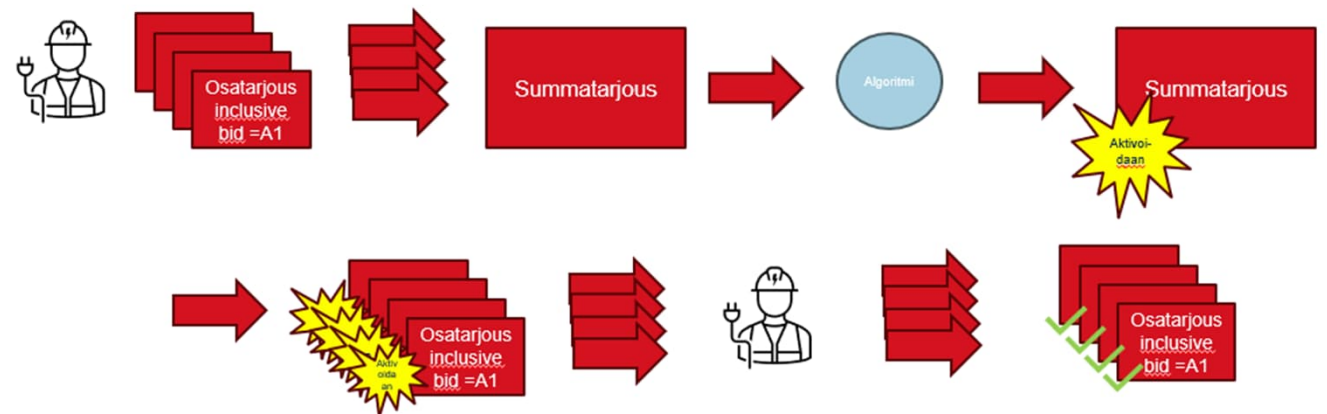 Osatarjous
inclusive
bid =A1
Summatarjous
Algoritmi
Summatarjous
Aktivoi-
daan
Aktiv
oida
an
Osatarjous
inclusive
bid =A1
Osatarjous
inclusive
bid =A1